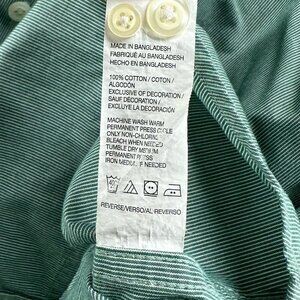 MADE IN BANGLADESH
FABRIQUÉ AU BANGLADESH
HECHO EN BANGLADESH
100% COTTON / COTON /
ALGODÓN
EXCLUSIVE OF DECORATION /
SAUF DÉCORATION /
EXCLUYE LA DECORACIÓN
MACHINE WASH WARM
PERMANENT PRESS CYCLE
ONLY NON-CHLORINE
BLEACH WHEN NEEDED
TUMBLE DRY MEDIUM
PERMANENT PRESS
IRON MEDIUM IF NEEDED
REVERSE/VERSO/AL REVERSO